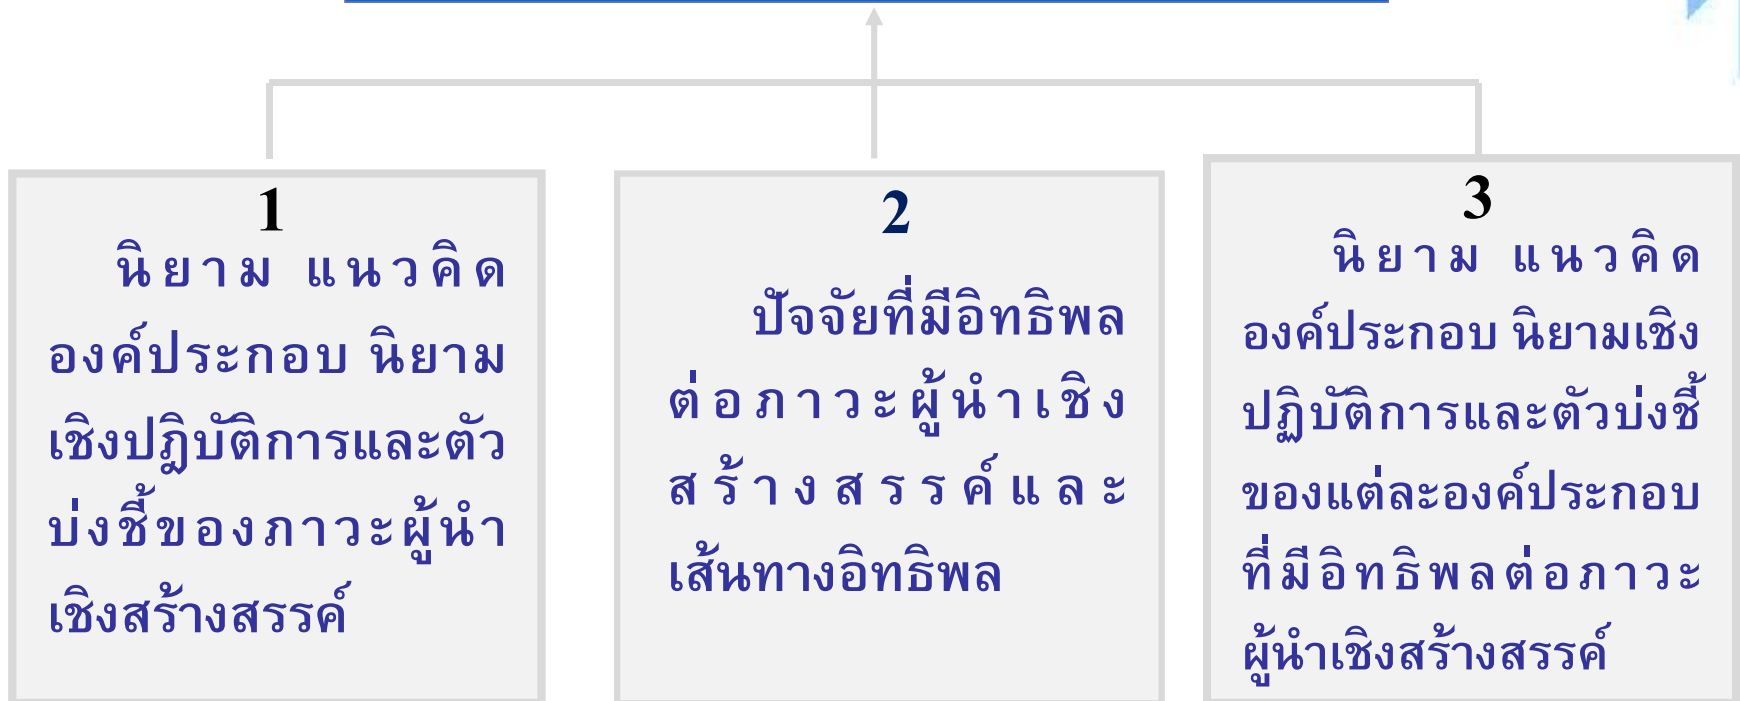 1
นิยาม แนวคิด
องค์ประกอบ นิยาม
เชิงปฎิบัติการและตัว
บ่งชี้ของภาวะผู้นำ
เชิงสร้างสรรค์
2
ปัจจัยที่มีอิทธิพล
ต่อภาวะผู้นำเชิง
สร้างสรรค์และ
เส้นทางอิทธิพล
3
นิยาม แนวคิด
องค์ประกอบ นิยามเชิง
ปฏิบัติการและตัวบ่งชี้
ของแต่ละองค์ประกอบ
ที่มีอิทธิพลต่อภาวะ
ผู้นำเชิงสร้างสรรค์